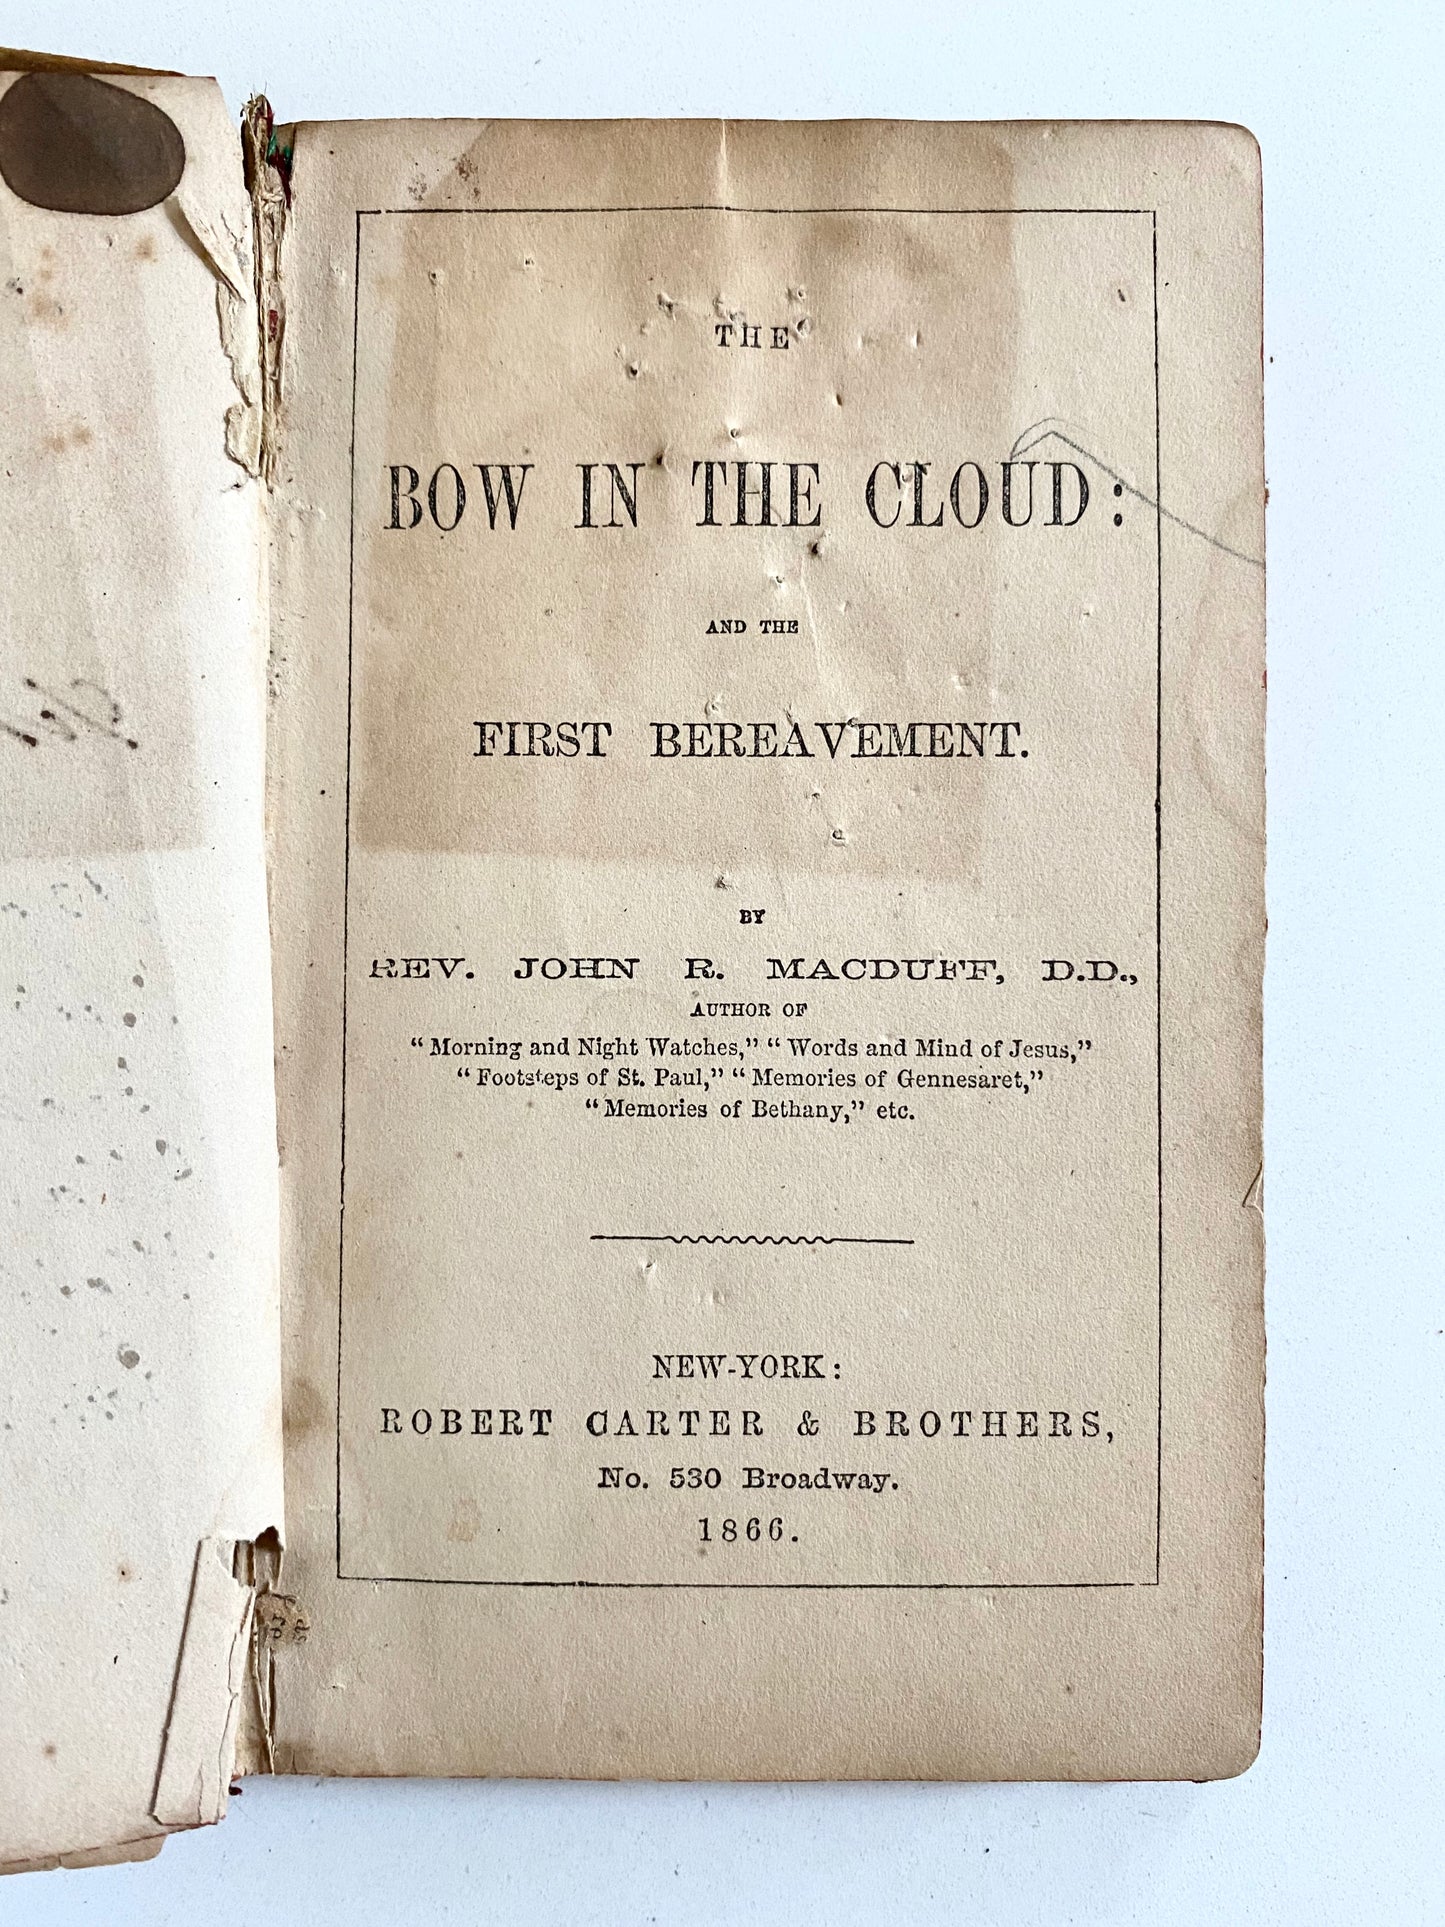 THE
BOW IN THE CLOUD:
AND THE
FIRST BEREAVEMENT.
BY
REV. JOHN R. MACDUFF, D.D.,
AUTHOR OF
“Morning and Night Watches,” “Words and Mind of Jesus,”
“Footsteps of St. Paul,” “Memories of Gennesaret,”
“Memories of Bethany,” etc.
NEW-YORK:
ROBERT CARTER & BROTHERS,
No. 530 Broadway.
1866.